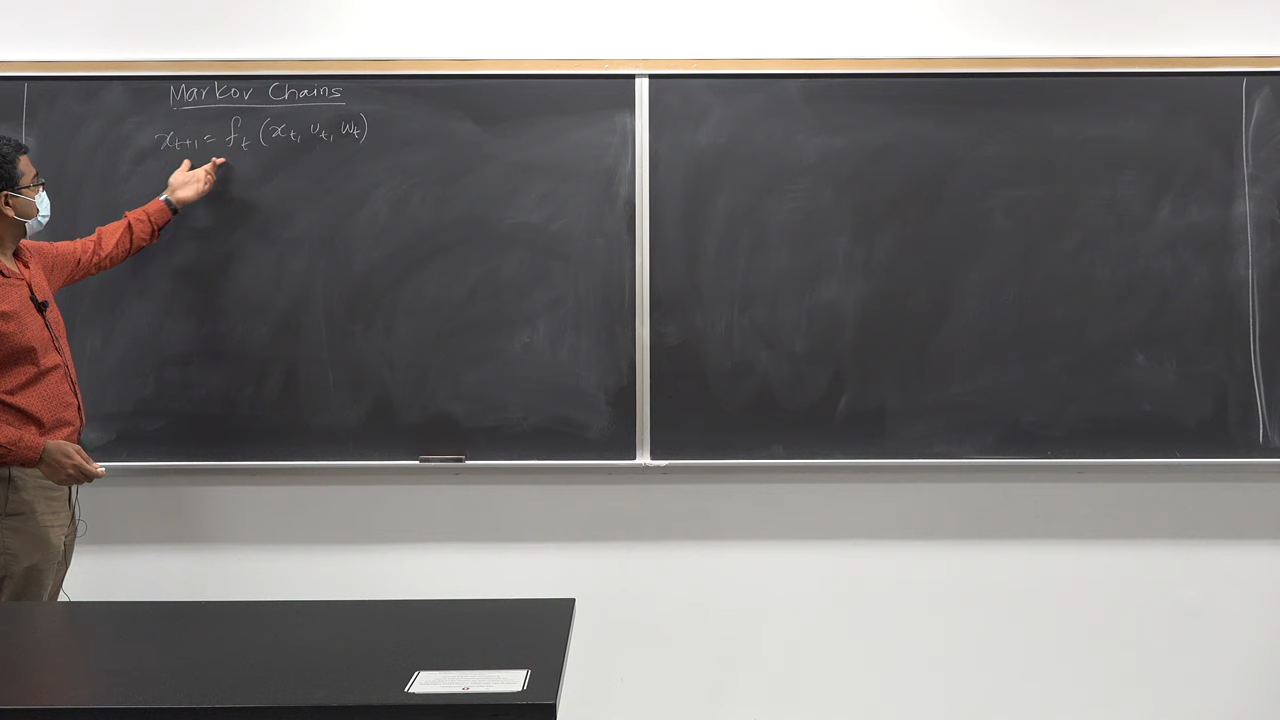 Markov Chains
x_{t+1} = f_t (x_t, u_t, w_t)